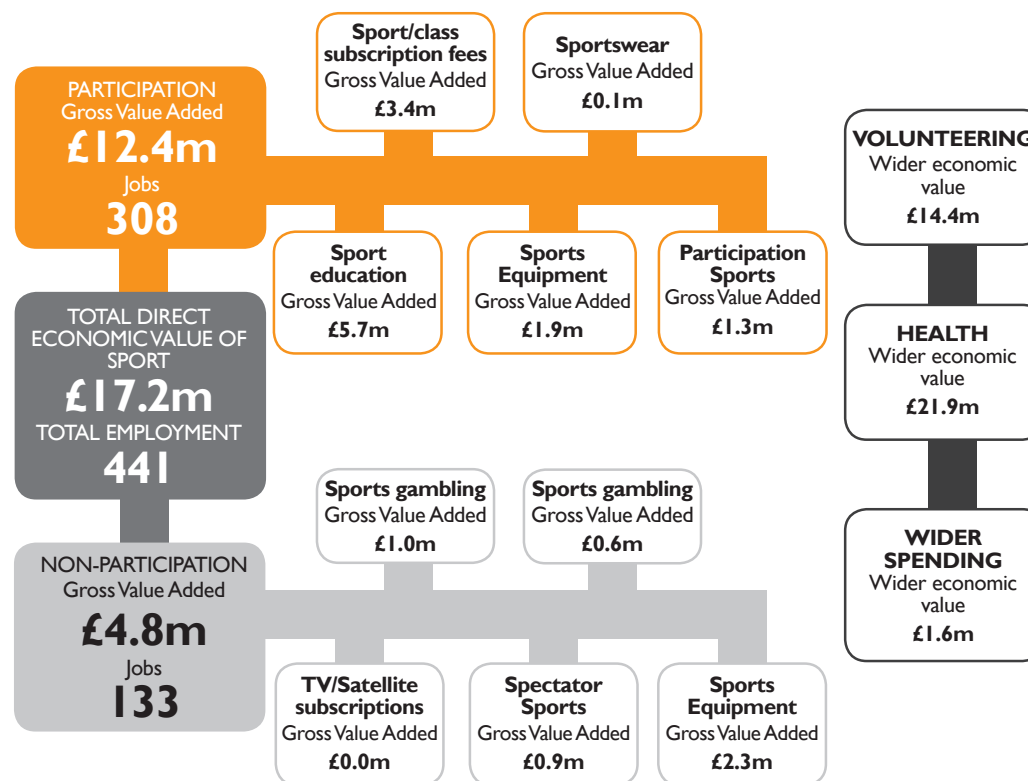 PARTICIPATION
Gross Value Added
£12.4m
Jobs
308
Sport/class
subscription fees
Gross Value Added
£3.4m
Sportswear
Gross Value Added
£0.1m
Sport
education
Gross Value Added
£5.7m
Sports
Equipment
Gross Value Added
£1.9m
Participation
Sports
Gross Value Added
£1.3m
TOTAL DIRECT
ECONOMIC VALUE OF
SPORT
£17.2m
TOTAL EMPLOYMENT
441
NON-PARTICIPATION
Gross Value Added
£4.8m
Jobs
133
Sports gambling
Gross Value Added
£1.0m
Sports gambling
Gross Value Added
£0.6m
TV/Satellite
subscriptions
Gross Value Added
£0.0m
Spectator
Sports
Gross Value Added
£0.9m
Sports
Equipment
Gross Value Added
£2.3m
VOLUNTEERING
Wider economic
value
£14.4m
HEALTH
Wider economic
value
£21.9m
WIDER
SPENDING
Wider economic
value
£1.6m